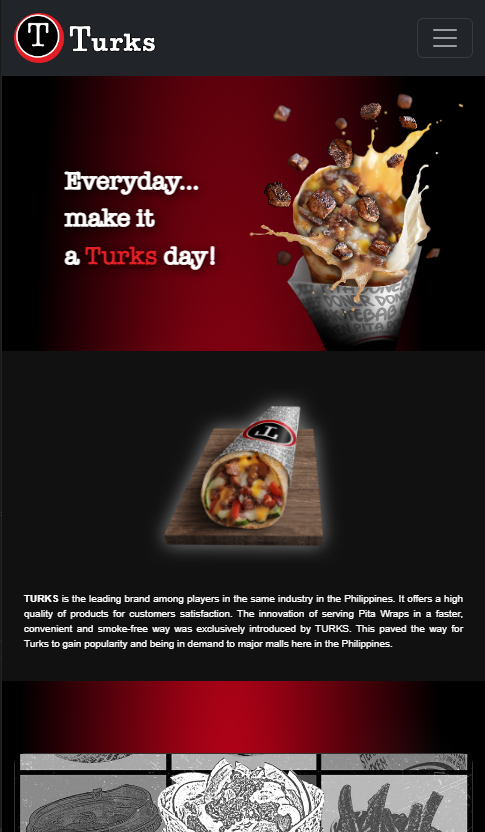 T Turks
Everyday...
make it
a Turks day!
DONER DONE
KEBAB
T
TURKS is the leading brand among players in the same industry in the Philippines. It offers a high
quality of products for customers satisfaction. The innovation of serving Pita Wraps in a faster,
convenient and smoke-free way was exclusively introduced by TURKS. This paved the way for
Turks to gain popularity and being in demand to major malls here in the Philippines.